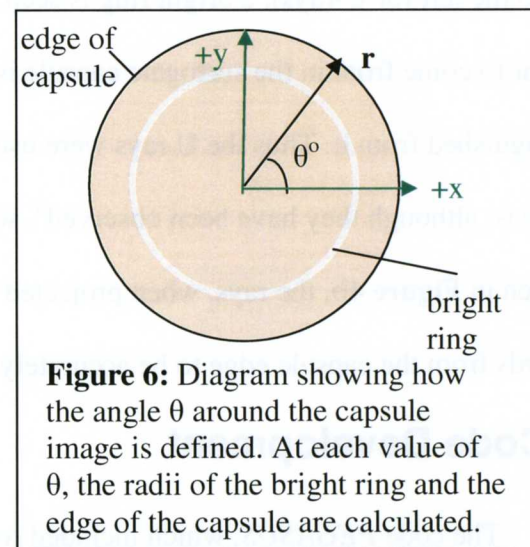 edge of
capsule
+y
r
θ°
+x
bright
ring
Figure 6: Diagram showing how
the angle θ around the capsule
image is defined. At each value of
θ, the radii of the bright ring and the
edge of the capsule are calculated.